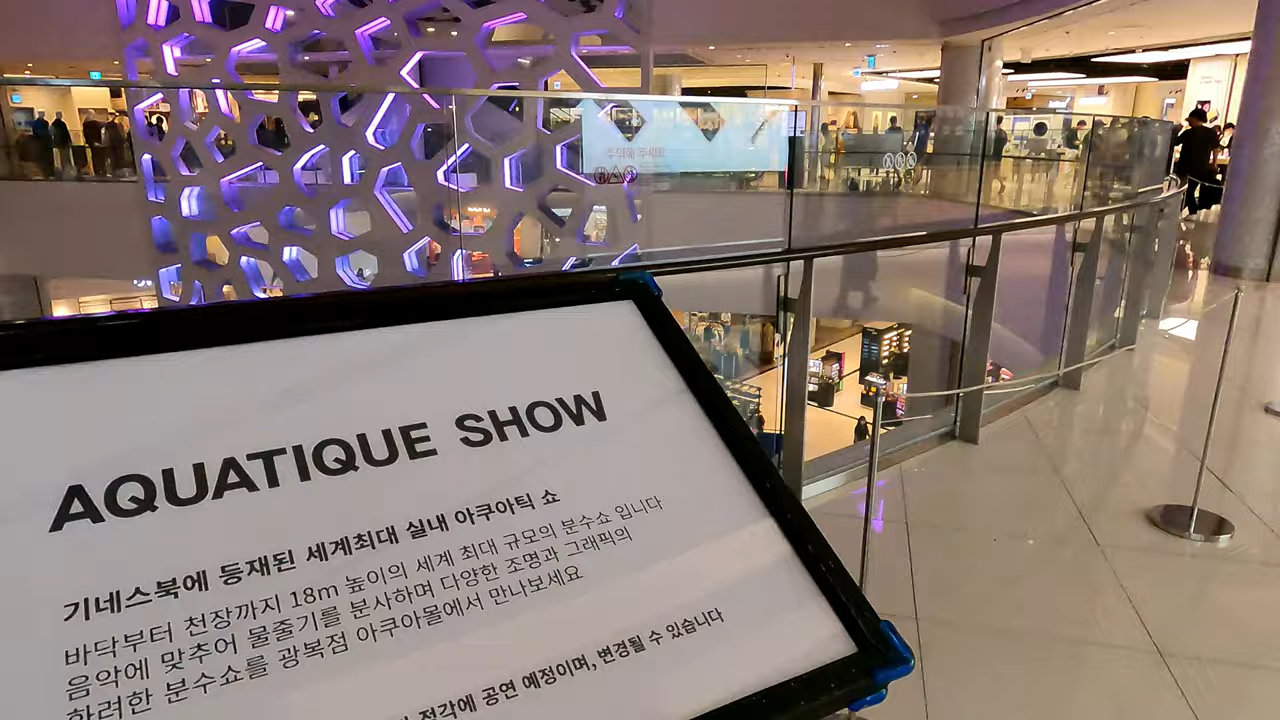 AQUATIQUE SHOW
기네스북에 등재된 세계최대 실내 아쿠아틱 쇼
바닥부터 천장까지 18m 높이의 세계 최대 규모의 분수쇼 입니다
음악에 맞추어 물줄기를 분사하며 다양한 조명과 그래픽의
화려한 분수쇼를 광복점 아쿠아몰에서 만나보세요
정각에 공연 예정이며, 변경될 수 있습니다